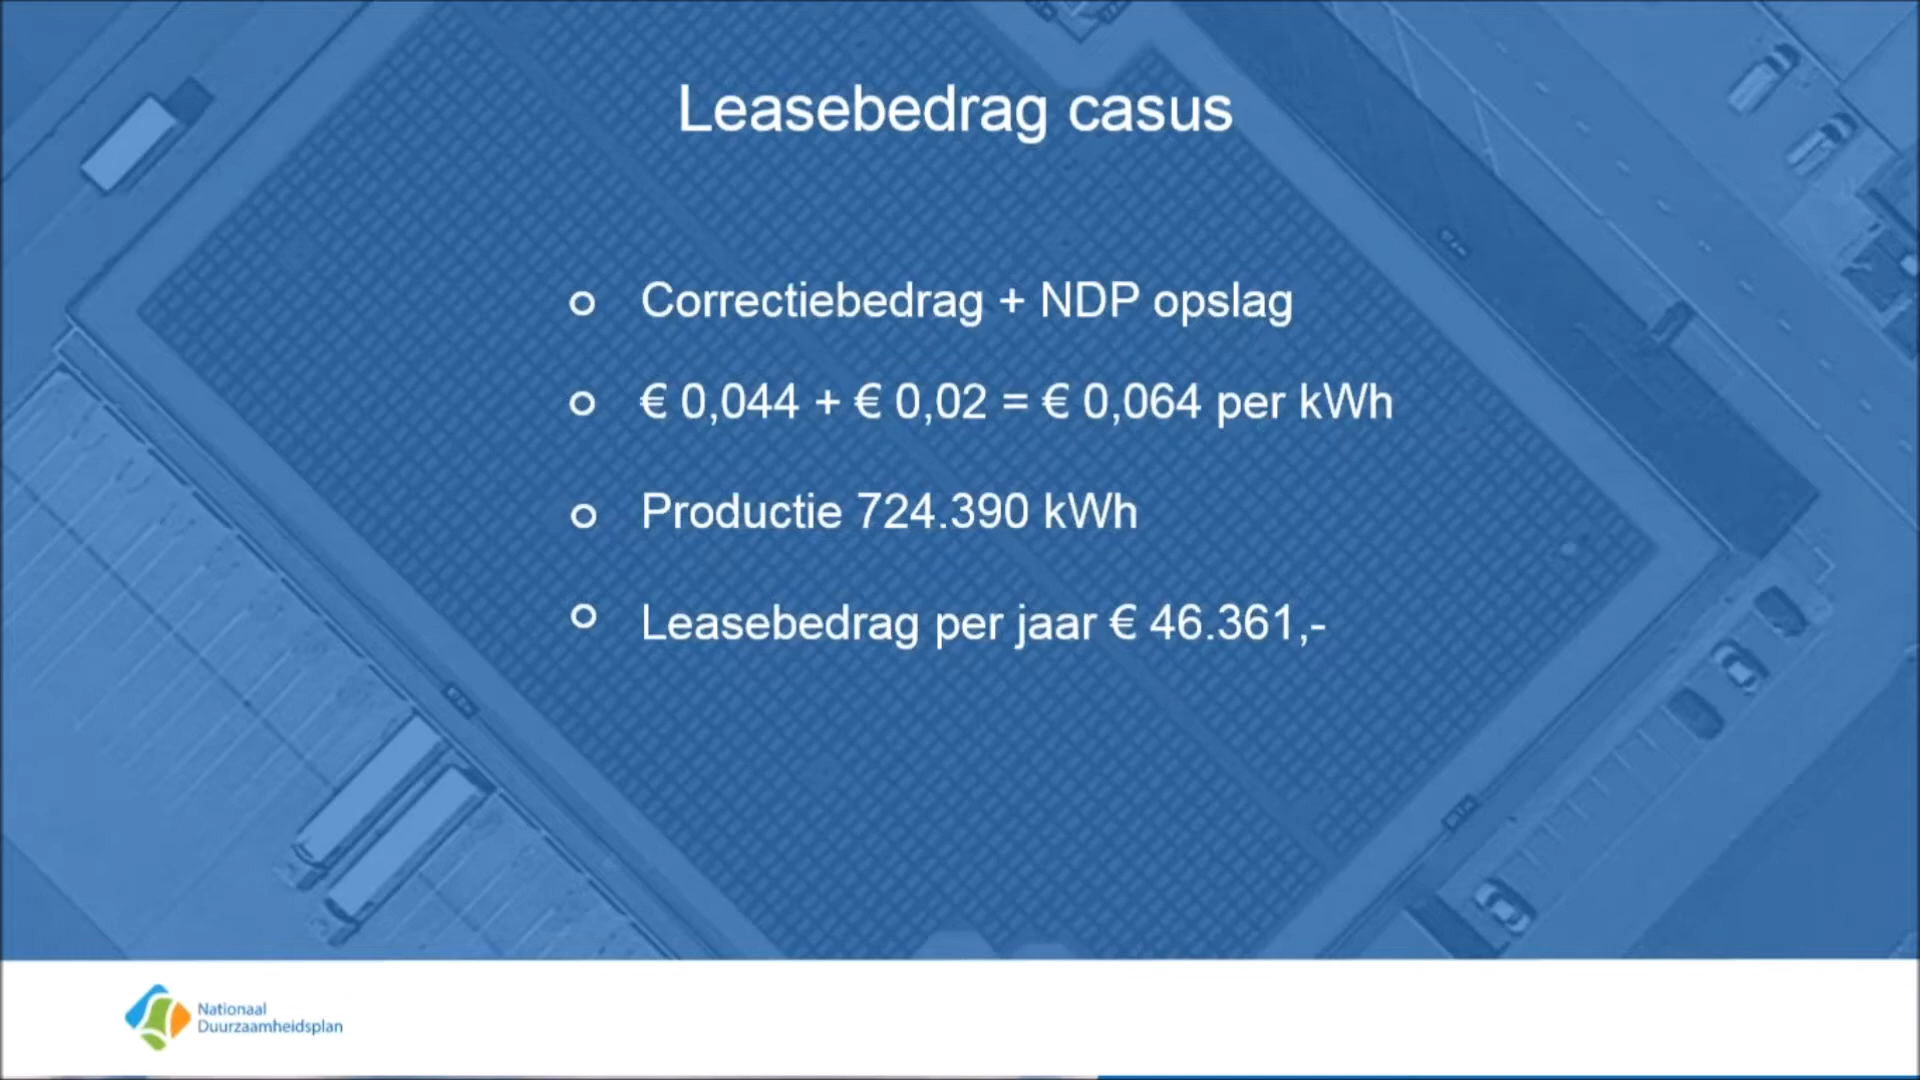 Leasebedrag casus
Correctiebedrag + NDP opslag
€ 0,044 + € 0,02 = € 0,064 per kWh
Productie 724.390 kWh
Leasebedrag per jaar € 46.361,-
Nationaal
Duurzaamheidsplan